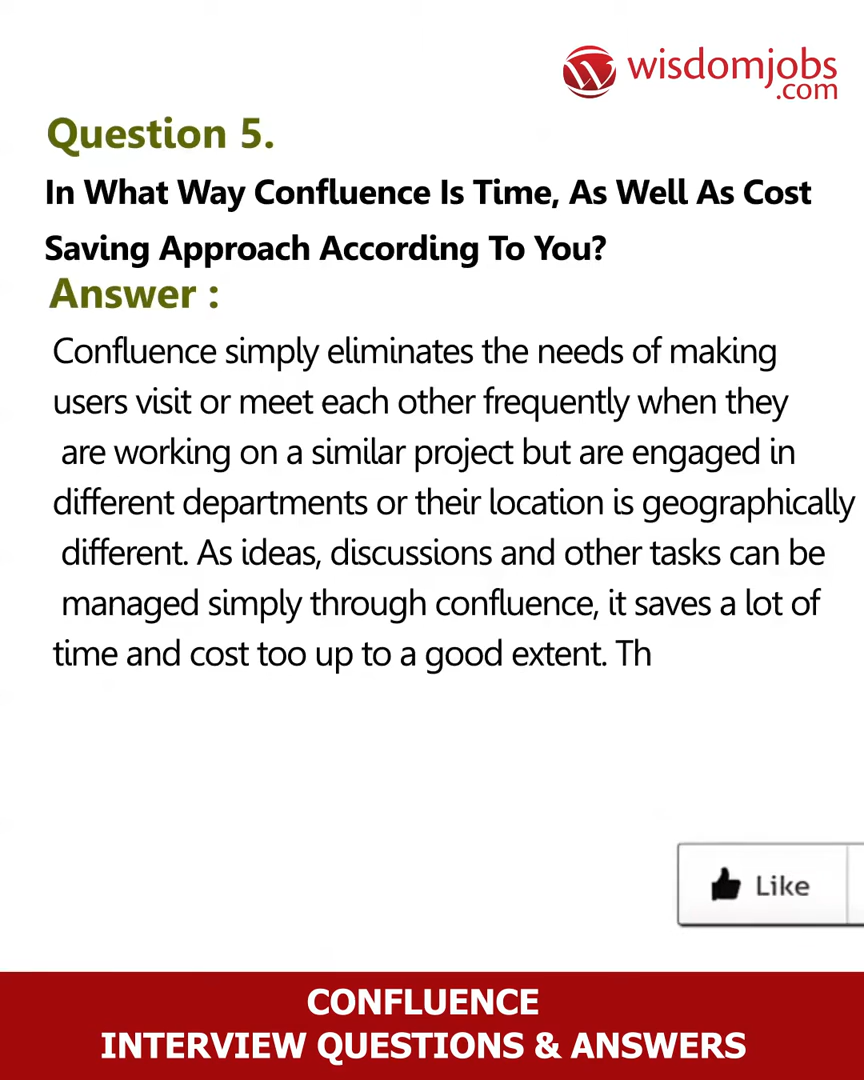 wisdomjobs
.com
Question 5.
In What Way Confluence Is Time, As Well As Cost
Saving Approach According To You?
Answer :
Confluence simply eliminates the needs of making
users visit or meet each other frequently when they
are working on a similar project but are engaged in
different departments or their location is geographically
different. As ideas, discussions and other tasks can be
managed simply through confluence, it saves a lot of
time and cost too up to a good extent. Th
Like
CONFLUENCE
INTERVIEW QUESTIONS & ANSWERS